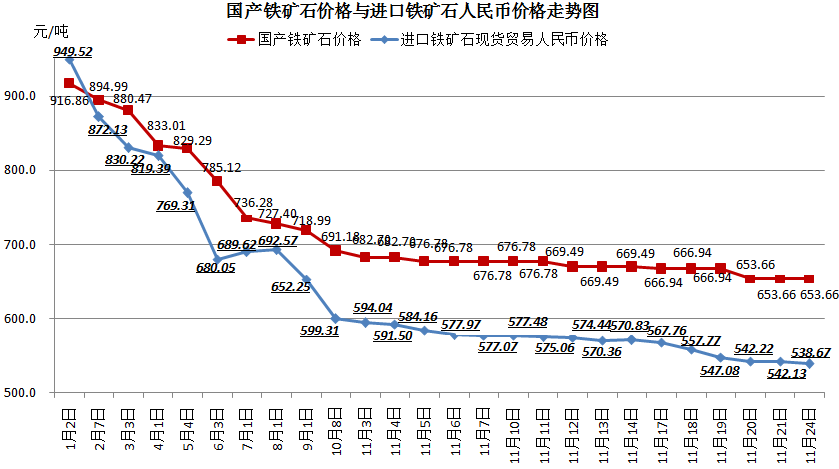 国产铁矿石价格与进口铁矿石人民币价格走势图
元/吨
国产铁矿石价格 进口铁矿石现货贸易人民币价格
900.0
800.0
700.0
600.0
500.0
916.86 894.99 880.47 833.01 829.29 785.12 736.28 727.40 718.99 691.18 682.70 682.70 676.78 676.78 676.78 676.78 676.78 669.49 669.49 669.49 666.94 666.94 666.94 653.66 653.66 653.66
949.52 872.13 830.22 819.39 769.31 680.05 689.62 692.57 652.25 599.31 594.04 591.50 584.16 577.97 577.07 577.48 575.06 574.44 570.36 570.83 567.76 557.77 547.08 542.22 542.13 538.67
1月2日 2月7日 3月3日 4月1日 5月4日 6月3日 7月1日 8月1日 9月1日 10月8日 11月3日 11月4日 11月5日 11月6日 11月7日 11月10日 11月11日 11月12日 11月13日 11月14日 11月17日 11月18日 11月19日 11月20日 11月21日 11月24日